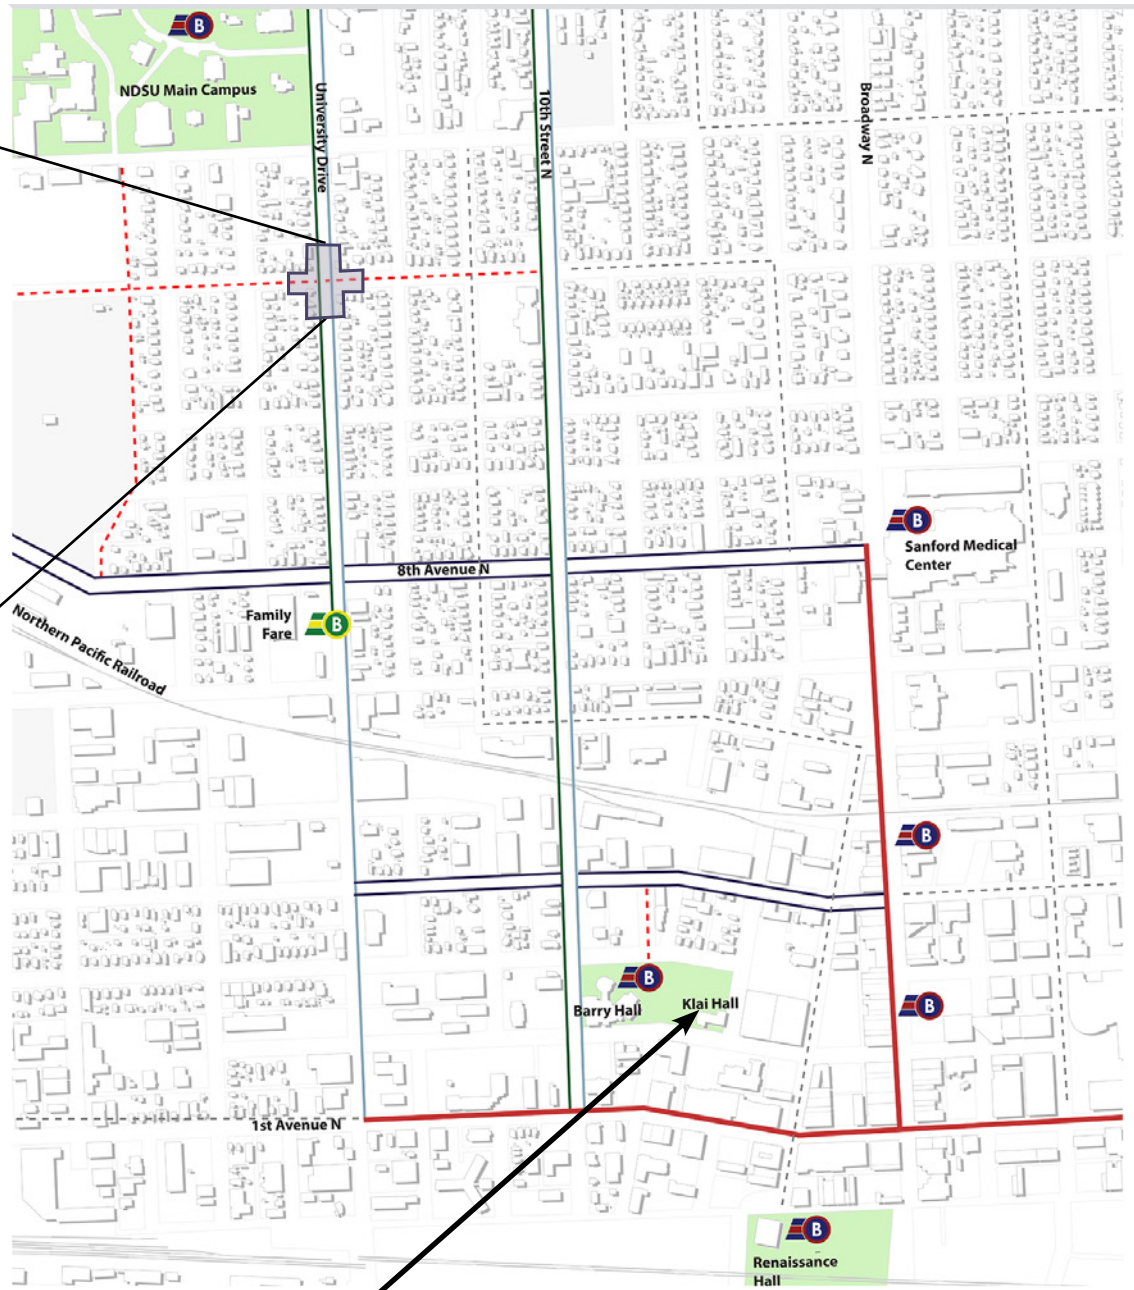 B
NDSU Main Campus
University Drive
10th Street N
Broadway N
B
Sanford Medical
Center
8th Avenue N
Family
Fare
B
Northern Pacific Railroad
B
B
Barry Hall
Klai Hall
B
1st Avenue N
B
Renaissance
Hall